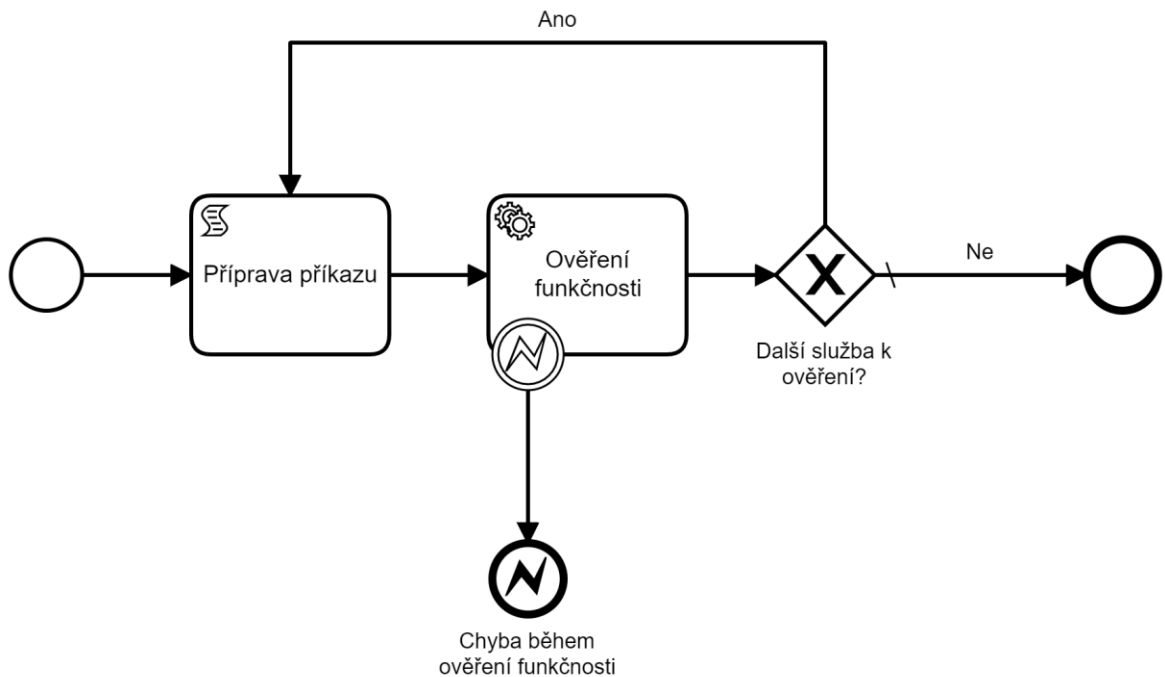 Ano
Příprava příkazu
Ověření
funkčnosti
Ne
Další služba k
ověření?
Chyba během
ověření funkčnosti